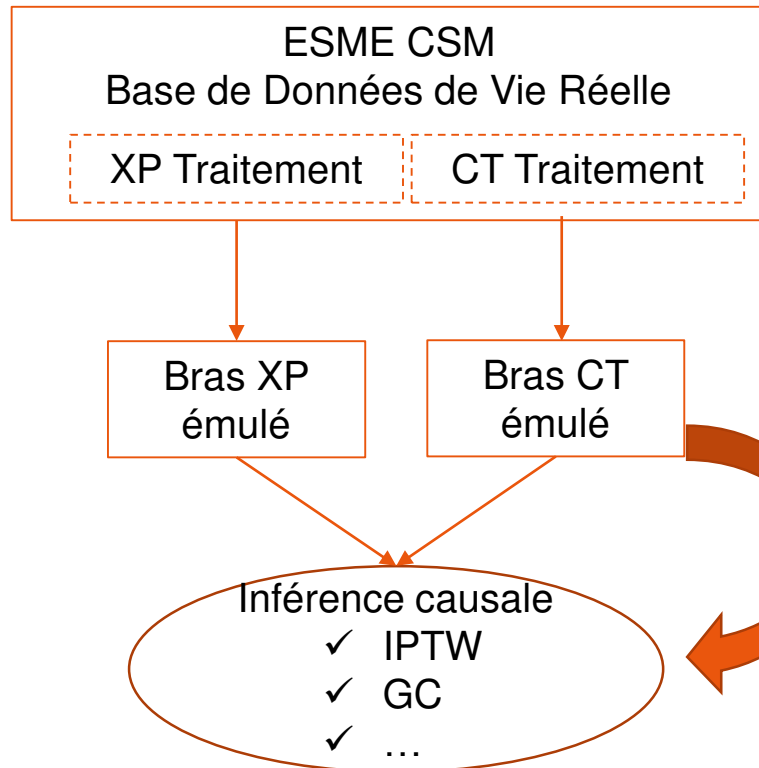 ESME CSM
Base de Données de Vie Réelle
XP Traitement
CT Traitement
Bras XP
émulé
Bras CT
émulé
Inférence causale
✓ IPTW
✓ GC
✓ …